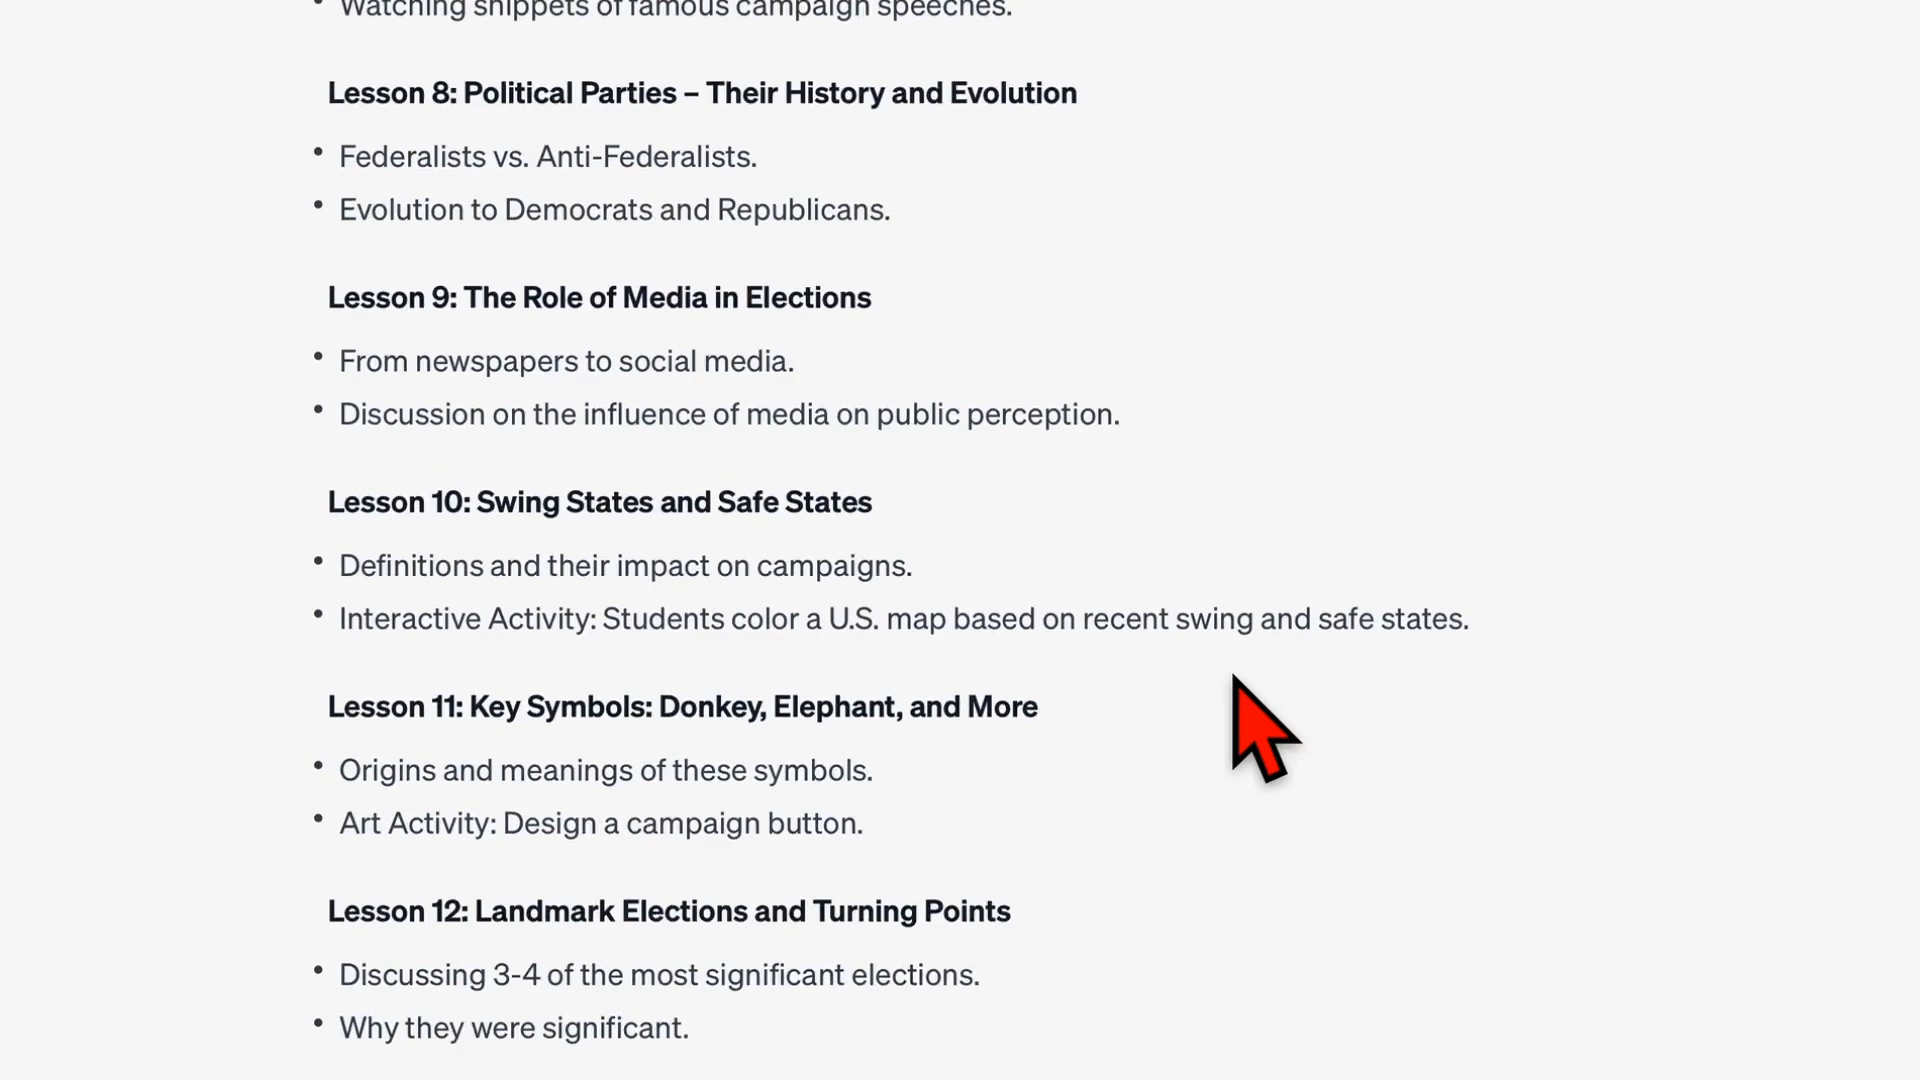 Watching snippets of famous campaign speeches.
Lesson 8: Political Parties – Their History and Evolution
• Federalists vs. Anti-Federalists.
• Evolution to Democrats and Republicans.
Lesson 9: The Role of Media in Elections
• From newspapers to social media.
• Discussion on the influence of media on public perception.
Lesson 10: Swing States and Safe States
• Definitions and their impact on campaigns.
• Interactive Activity: Students color a U.S. map based on recent swing and safe states.
Lesson 11: Key Symbols: Donkey, Elephant, and More
• Origins and meanings of these symbols.
• Art Activity: Design a campaign button.
Lesson 12: Landmark Elections and Turning Points
• Discussing 3-4 of the most significant elections.
• Why they were significant.